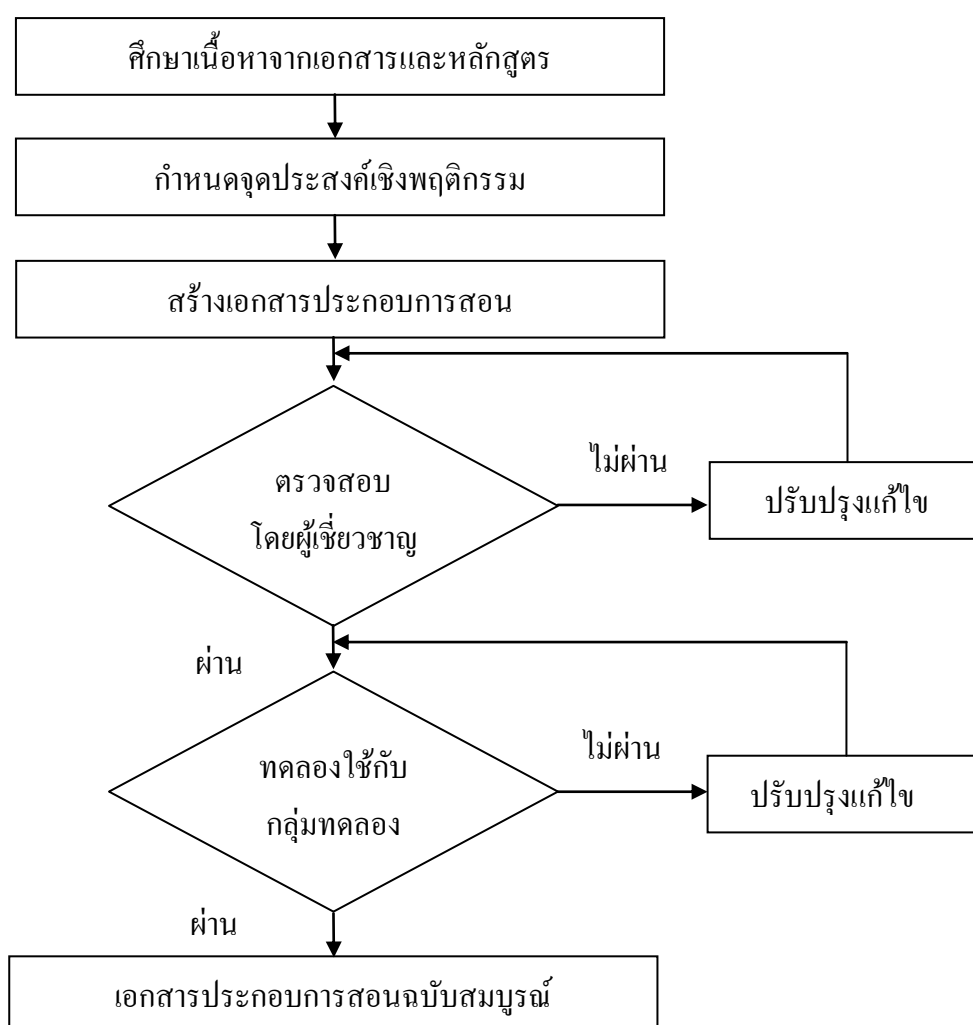 ศึกษาเนื้อหาจากเอกสารและหลักสูตร
กำหนดจุดประสงค์เชิงพฤติกรรม
สร้างเอกสารประกอบการสอน
ตรวจสอบ
โดยผู้เชี่ยวชาญ
ไม่ผ่าน
ปรับปรุงแก้ไข
ผ่าน
ทดลองใช้กับ
กลุ่มทดลอง
ไม่ผ่าน
ปรับปรุงแก้ไข
ผ่าน
เอกสารประกอบการสอนฉบับสมบูรณ์